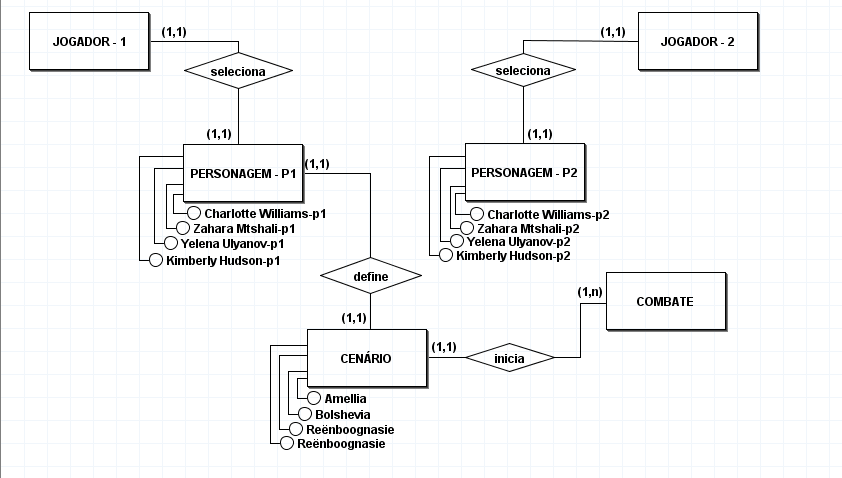 JOGADOR - 1
(1,1)
(1,1)
JOGADOR - 2
seleciona
seleciona
(1,1)
(1,1)
PERSONAGEM - P1
(1,1)
PERSONAGEM - P2
Charlotte Williams-p1
Zahara Mtshali-p1
Yelena Ulyanov-p1
Kimberly Hudson-p1
Charlotte Williams-p2
Zahara Mtshali-p2
Yelena Ulyanov-p2
Kimberly Hudson-p2
define
(1,n)
COMBATE
(1,1)
CENÁRIO
(1,1)
inicia
Amellia
Bolshevia
Reënboognasie
Reënboognasie